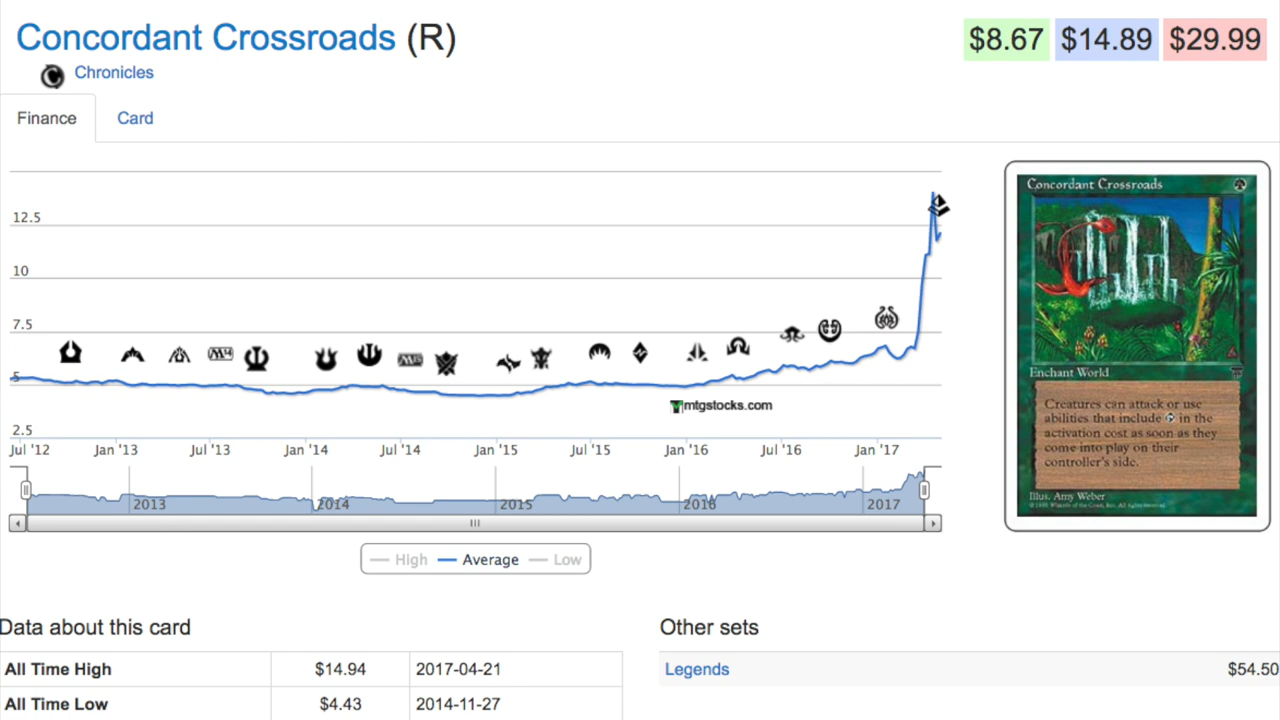 Concordant Crossroads (R)
$8.67 $14.89 $29.99
Chronicles
Finance Card
12.5
10
7.5
5
2.5
mtgstocks.com
Jul '12 Jan '13 Jul '13 Jan '14 Jul '14 Jan '15 Jul '15 Jan '16 Jul '16 Jan '17
2013 2014 2015 2016 2017
High Average Low
Concordant Crossroads
Enchant World
Creatures can attack or use
abilities that include in the
activation cost as soon as they
come into play on their
controller's side.
Illus. Amy Weber
Data about this card
All Time High $14.94 2017-04-21
All Time Low $4.43 2014-11-27
Other sets
Legends $54.50